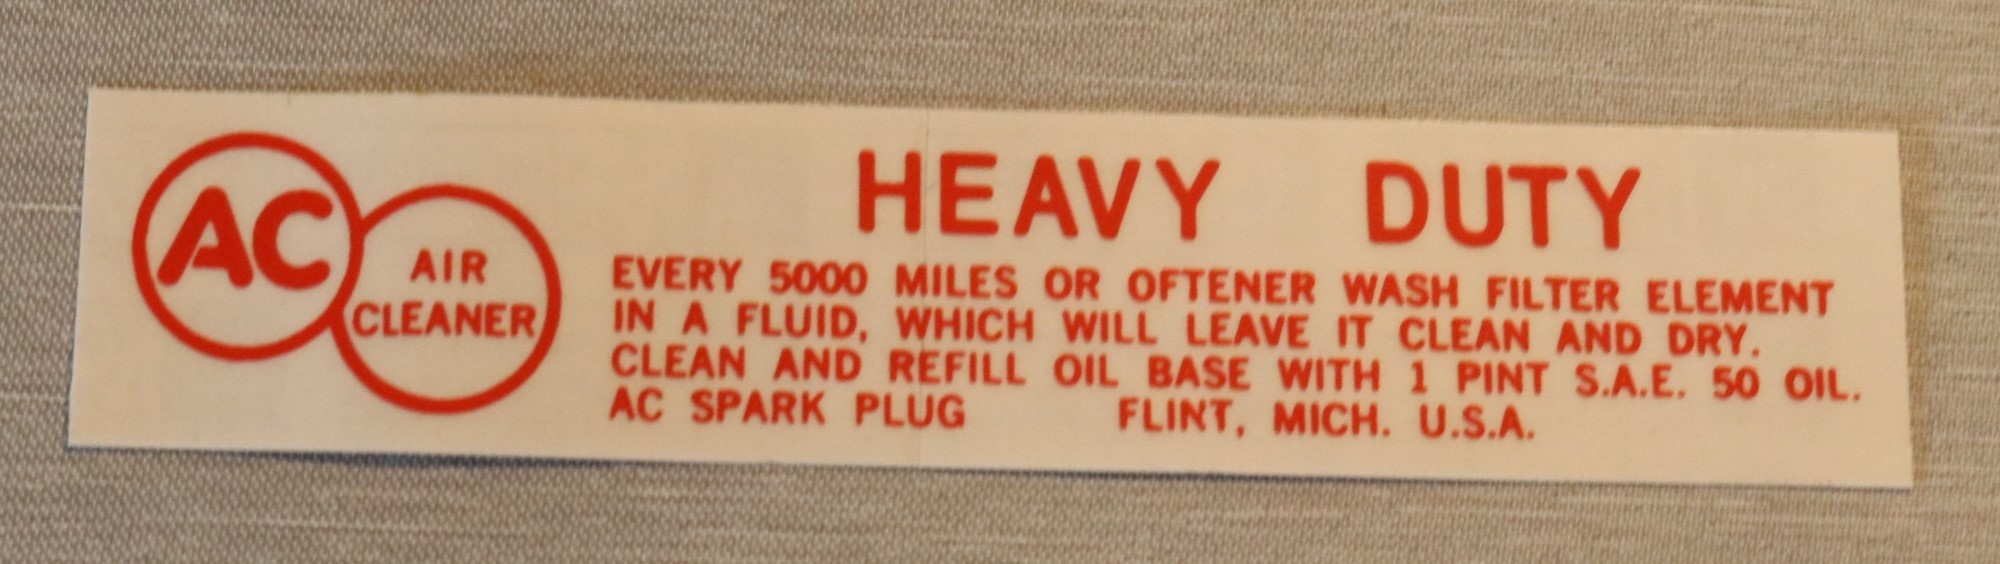 AC
AIR
CLEANER
HEAVY DUTY
EVERY 5000 MILES OR OFTENER WASH FILTER ELEMENT
IN A FLUID, WHICH WILL LEAVE IT CLEAN AND DRY.
CLEAN AND REFILL OIL BASE WITH 1 PINT S.A.E. 50 OIL.
AC SPARK PLUG FLINT, MICH. U.S.A.